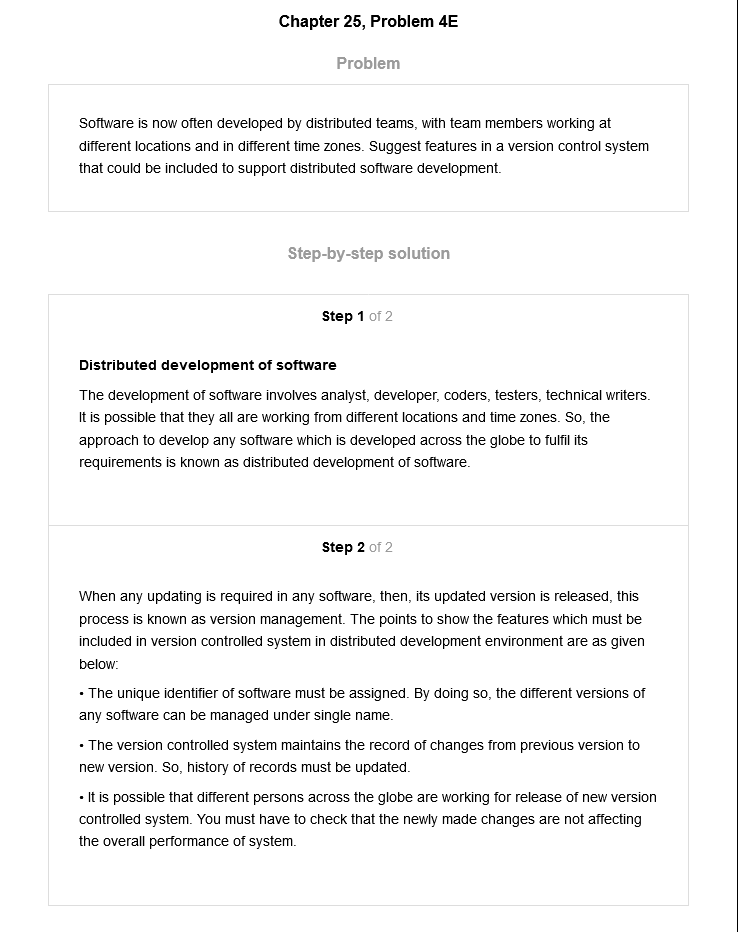 Chapter 25, Problem 4E
Problem
Software is now often developed by distributed teams, with team members working at
different locations and in different time zones. Suggest features in a version control system
that could be included to support distributed software development.
Step-by-step solution
Step 1 of 2
Distributed development of software
The development of software involves analyst, developer, coders, testers, technical writers.
It is possible that they all are working from different locations and time zones. So, the
approach to develop any software which is developed across the globe to fulfil its
requirements is known as distributed development of software.
Step 2 of 2
When any updating is required in any software, then, its updated version is released, this
process is known as version management. The points to show the features which must be
included in version controlled system in distributed development environment are as given
below:
• The unique identifier of software must be assigned. By doing so, the different versions of
any software can be managed under single name.
• The version controlled system maintains the record of changes from previous version to
new version. So, history of records must be updated.
• It is possible that different persons across the globe are working for release of new version
controlled system. You must have to check that the newly made changes are not affecting
the overall performance of system.